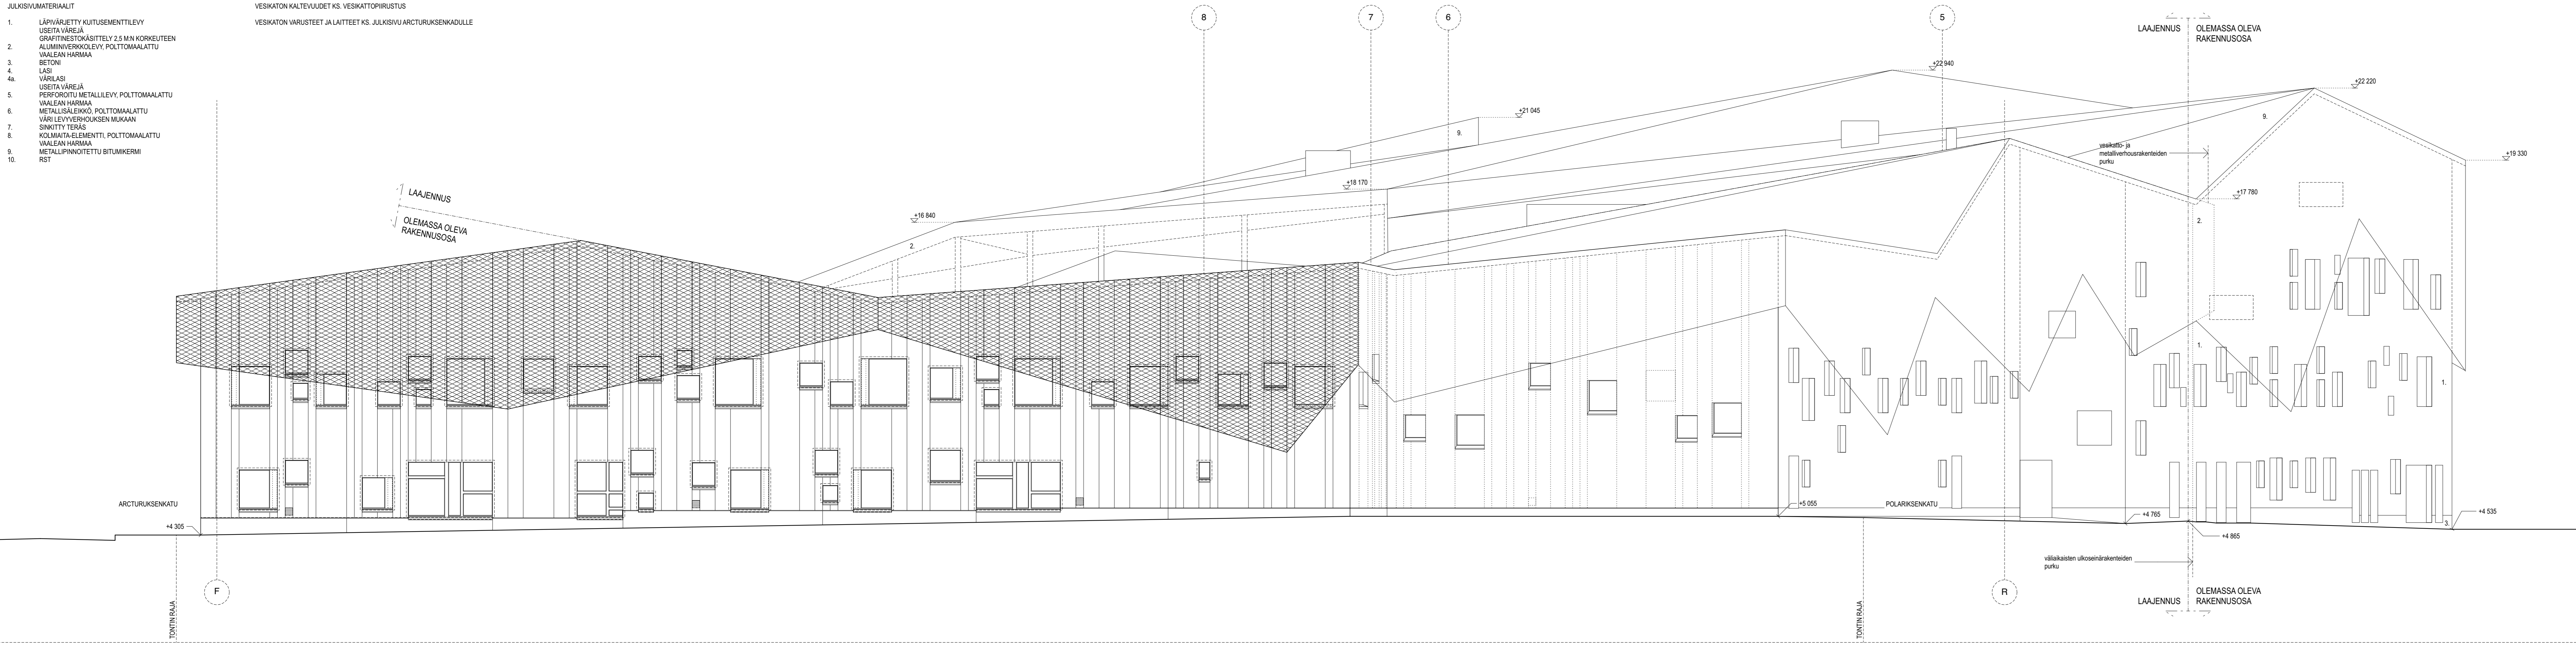 JULKISIVUMATERIAALIT
1. LÄPIVÄRJETTY KUITUSEMENTTILEVY
USEITA VÄREJÄ
GRAFITINESTOKÄSITTELY 2,5 M:N KORKEUTEEN
2. ALUMIINIVERKKOLEVY, POLTTOMAALATTU
VAALEAN HARMAA
3. BETONI
4. LASI
4a. VÄRILASI
USEITA VÄREJÄ
5. PERFOROITU METALLILEVY, POLTTOMAALATTU
VAALEAN HARMAA
6. METALLISÄLEIKKÖ, POLTTOMAALATTU
VÄRI LEVYVERHOUKSEN MUKAAN
7. SINKITTY TERÄS
8. KOLMIAITA-ELEMENTTI, POLTTOMAALATTU
VAALEAN HARMAA
9. METALLIPINNOITETTU BITUMIKERMI
10. RST
VESIKATON KALTEVUUDET KS. VESIKATTOPIIRUSTUS
VESIKATON VARUSTEET JA LAITTEET KS. JULKISIVU ARCTURUKSENKADULLE
8
7
6
5
LAAJENNUS
OLEMASSA OLEVA
RAKENNUSOSA
+22 940
+22 220
+21 045
9.
9.
vesikatto- ja
metalliverhousrakenteiden
purku
+19 330
+18 170
+17 780
LAAJENNUS
OLEMASSA OLEVA
RAKENNUSOSA
+16 840
2.
2.
1.
1.
ARCTURUKSENKATU
+4 305
+5 055
POLARIKSENKATU
+4 765
+4 865
3.
+4 535
väliaikaisten ulkoseinärakenteiden
purku
F
R
TONTIN RAJA
TONTIN RAJA
LAAJENNUS
OLEMASSA OLEVA
RAKENNUSOSA